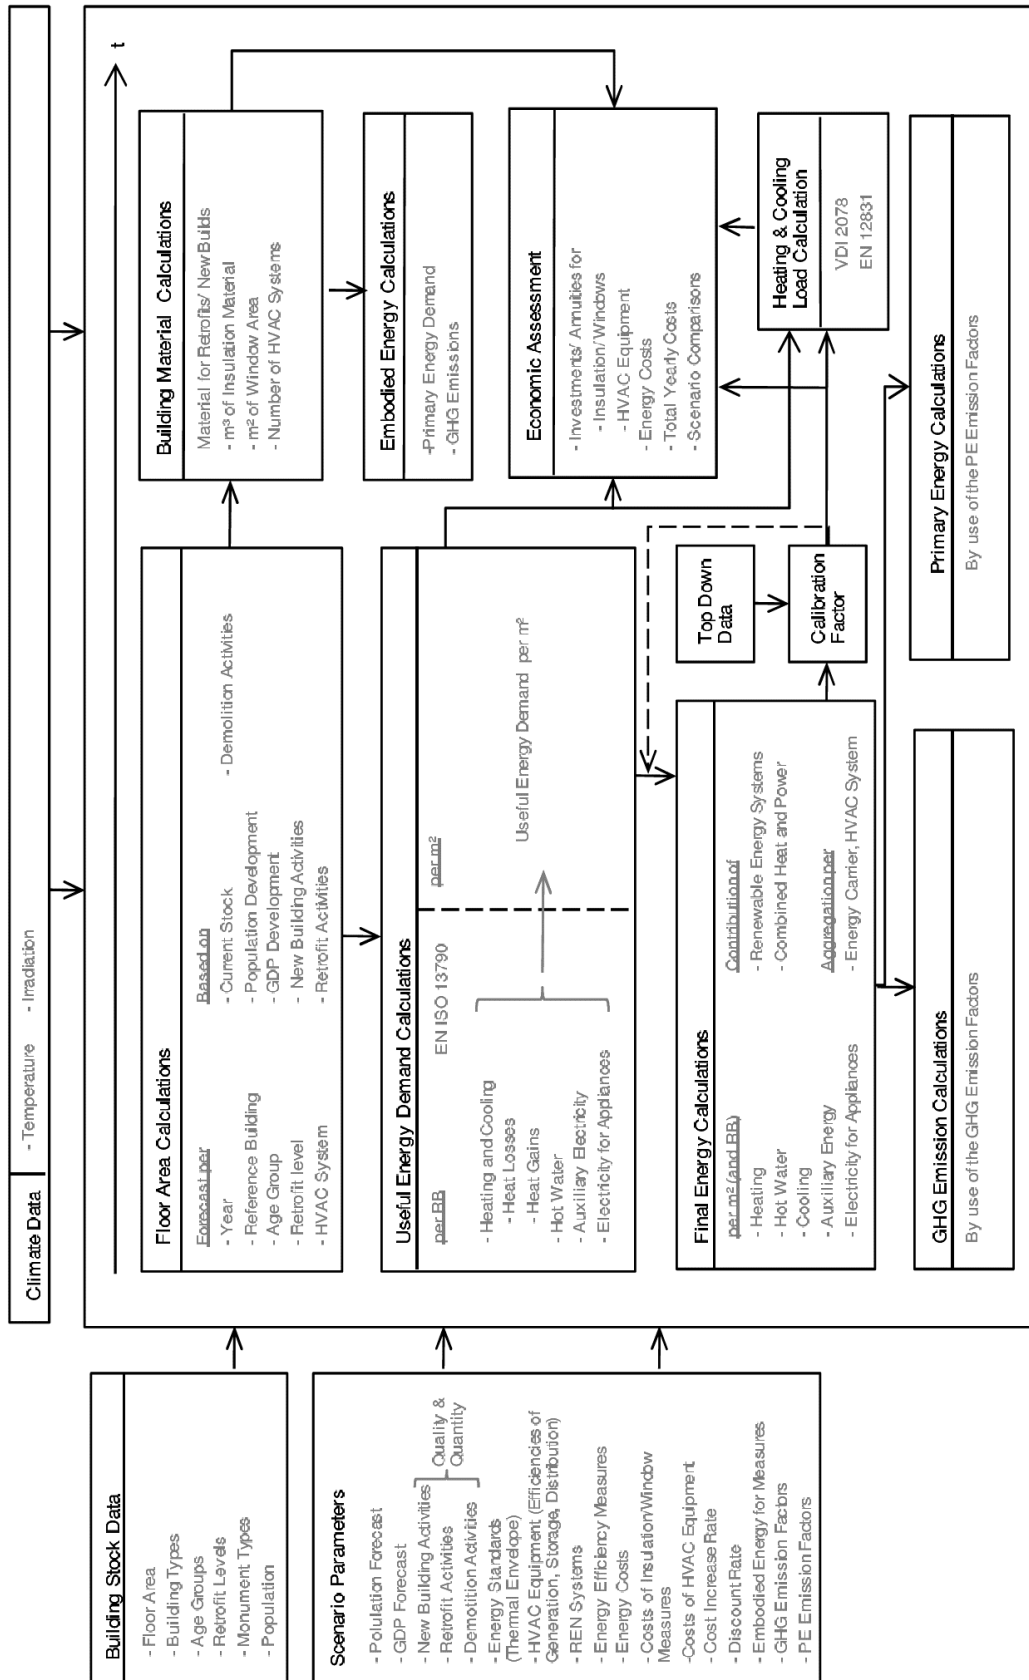 Climate Data
- Temperature
- Irradiation
Building Stock Data
- Floor Area
- Building Types
- Age Groups
- Retrofit Levels
- Monument Types
- Population
Scenario Parameters
- Polulation Forecast
- GDP Forecast
- New Building Activities
- Retrofit Activities
- Demotition Activities
Quality &
Quantity
- Energy Standards
(Thermal Envelope)
- HVAC Equipment (Efficiencies of
Generation, Storage, Distribution)
- REN Systems
- Energy Efficiency Measures
- Energy Costs
- Costs of Insulation/Window
Measures
-Costs of HVAC Equipment
- Cost Increase Rate
- Discount Rate
- Embodied Energy for Measures
- GHG Emission Factors
- PE Emission Factors
t
Floor Area Calculations
Forecast per
- Year
- Reference Building
- Age Group
- Retrofit level
- HVAC System
Based on
- Current Stock
- Population Development
- GDP Development
- New Building Activities
- Retrofit Activities
- Demolition Activities
Building Material Calculations
Material for Retrofits/ New Builds
- m³ of Insulation Material
- m² of Window Area
- Number of HVAC Systems
Useful Energy Demand Calculations
per RB
EN ISO 13790
- Heating and Cooling
- Heat Losses
- Heat Gains
- Hot Water
- Auxiliary Electricity
- Electricity for Appliances
per m²
Useful Energy Demand per m²
Embodied Energy Calculations
-Primary Energy Demand
- GHG Emissions
Economic Assessment
- Investments/ Annuities for
- Insulation/ Windows
- HVAC Equipment
- Energy Costs
- Total Yearly Costs
- Scenario Comparisons
Final Energy Calculations
per m² (and RB)
- Heating
- Hot Water
- Cooling
- Auxiliary Energy
- Electricity for Appliances
Contribution of
- Renewable Energy Systems
- Combined Heat and Power
Aggregation per
- Energy Carrier, HVAC System
Top Down
Data
Calibration
Factor
Heating & Cooling
Load Calculation
VDI 2078
EN 12831
GHG Emission Calculations
By use of the GHG Emission Factors
Primary Energy Calculations
By use of the PE Emission Factors